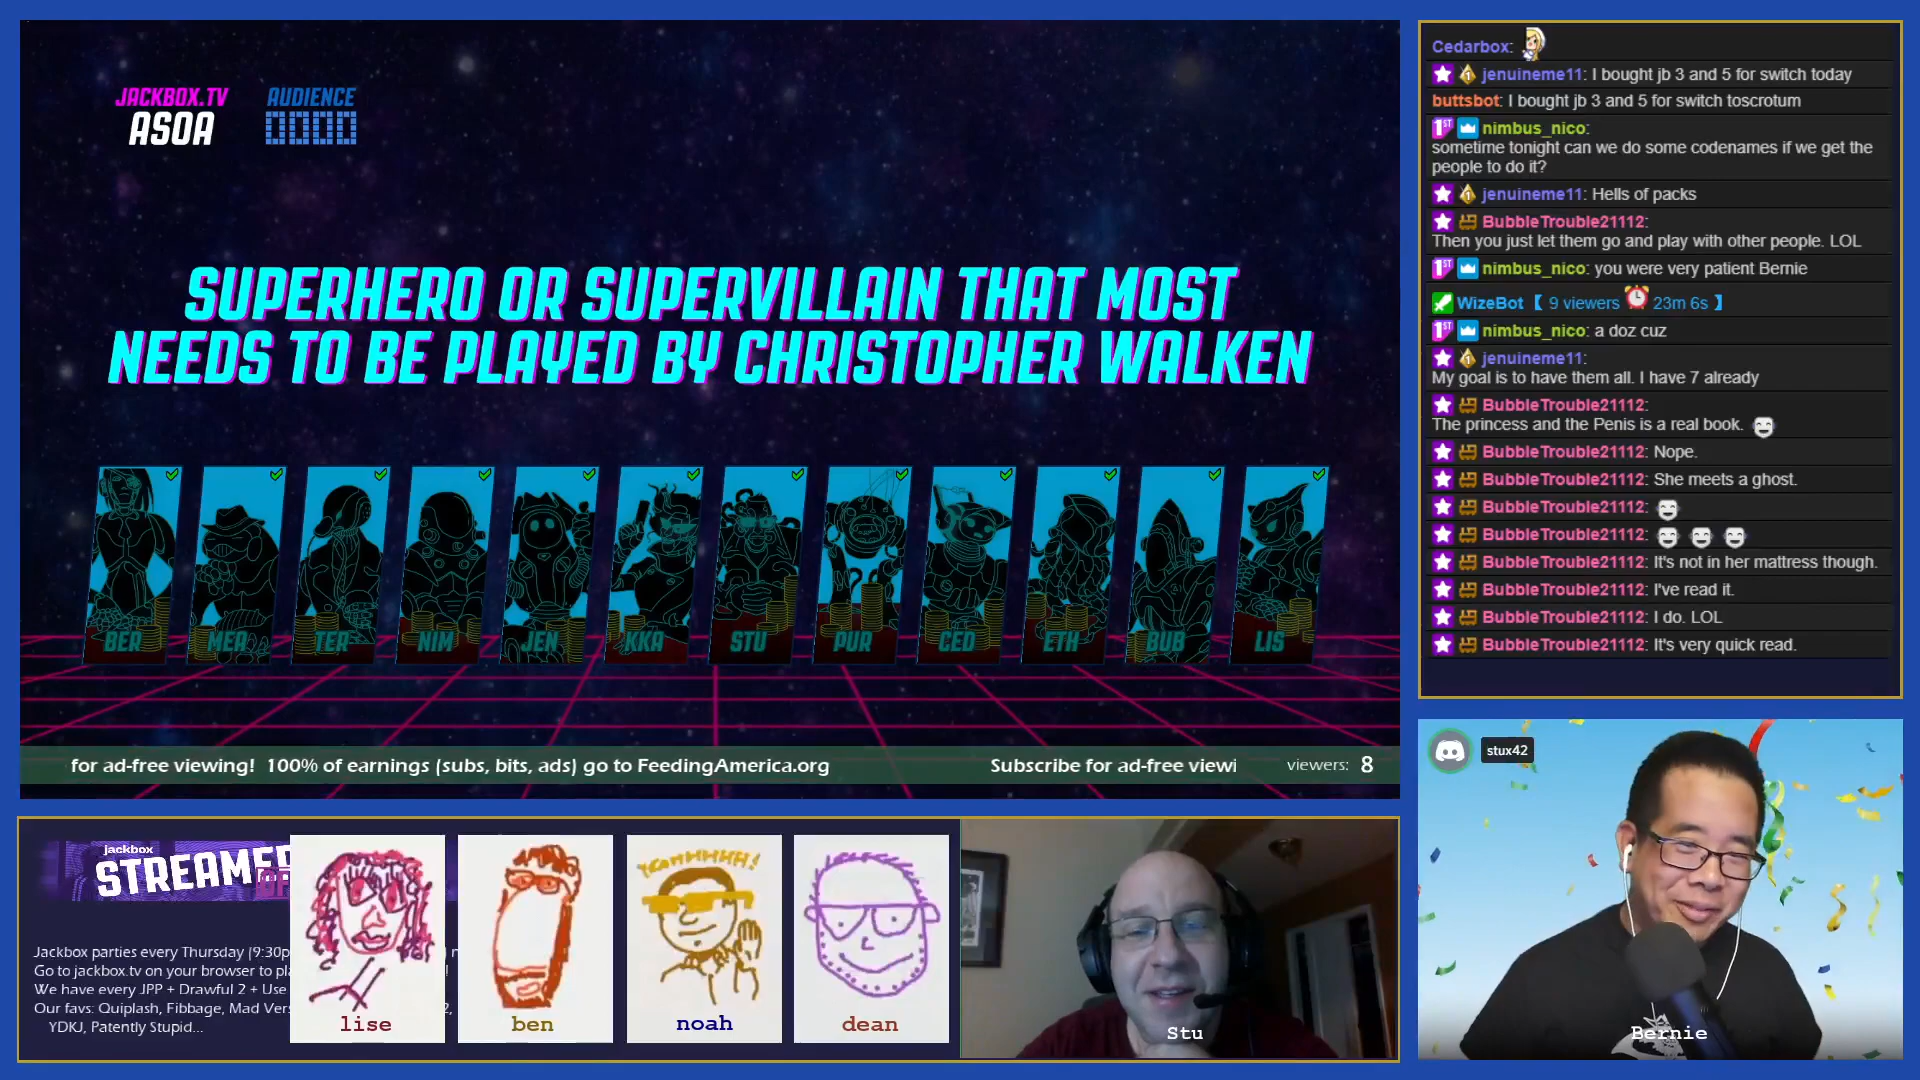 JACKBOX.TV
ASOA
AUDIENCE
SUPERHERO OR SUPERVILLAIN THAT MOST
NEEDS TO BE PLAYED BY CHRISTOPHER WALKEN
BER
MEA
TER
NIM
JEN
KKA
STU
PUR
CED
ETH
BUB
LIS
for ad-free viewing!  100% of earnings (subs, bits, ads) go to FeedingAmerica.org
Subscribe for ad-free viewi
viewers: 8
Cedarbox:
jenuineme11: I bought jb 3 and 5 for switch today
buttsbot: I bought jb 3 and 5 for switch toscrotum
1ST nimbus_nico:
sometime tonight can we do some codenames if we get the
people to do it?
jenuineme11: Hells of packs
BubbleTrouble21112:
Then you just let them go and play with other people. LOL
1ST nimbus_nico: you were very patient Bernie
WizeBot【 9 viewers 23m 6s 】
1ST nimbus_nico: a doz cuz
jenuineme11:
My goal is to have them all. I have 7 already
BubbleTrouble21112:
The princess and the Penis is a real book.
BubbleTrouble21112: Nope.
BubbleTrouble21112: She meets a ghost.
BubbleTrouble21112:
BubbleTrouble21112:
BubbleTrouble21112: It's not in her mattress though.
BubbleTrouble21112: I've read it.
BubbleTrouble21112: I do. LOL
BubbleTrouble21112: It's very quick read.
stux42
Bernie
jackbox
STREAMER
Jackbox parties every Thursday (9:30p
Go to jackbox.tv on your browser to pla
We have every JPP + Drawful 2 + Use
Our favs: Quiplash, Fibbage, Mad Vers
YDKJ, Patently Stupid...
lise
ben
YEAHHHHH!
noah
dean
Stu